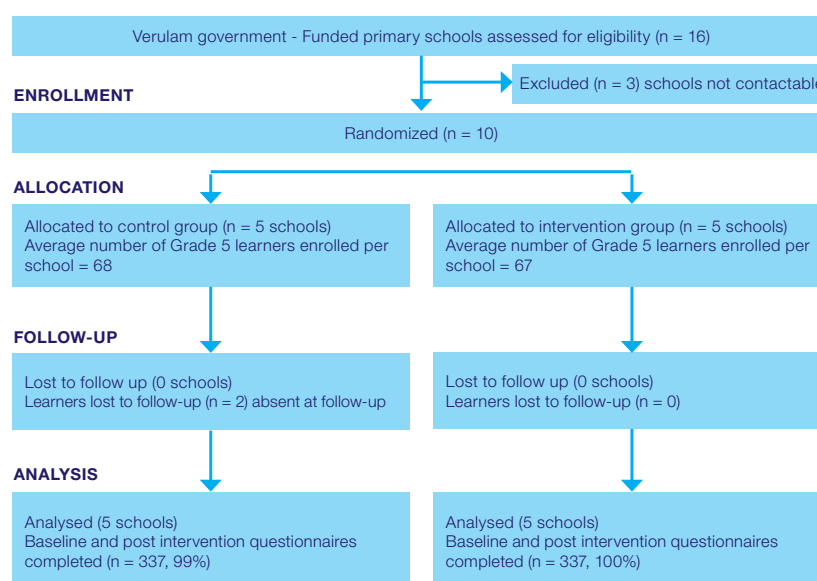 Verulam government - Funded primary schools assessed for eligibility (n = 16)
Excluded (n = 3) schools not contactable
ENROLLMENT
Randomized (n = 10)
ALLOCATION
Allocated to control group (n = 5 schools)
Average number of Grade 5 learners enrolled per
school = 68
Allocated to intervention group (n = 5 schools)
Average number of Grade 5 learners enrolled per
school = 67
FOLLOW-UP
Lost to follow up (0 schools)
Learners lost to follow-up (n = 2) absent at follow-up
Lost to follow up (0 schools)
Learners lost to follow-up (n = 0)
ANALYSIS
Analysed (5 schools)
Baseline and post intervention questionnaires
completed (n = 337, 99%)
Analysed (5 schools)
Baseline and post intervention questionnaires
completed (n = 337, 100%)